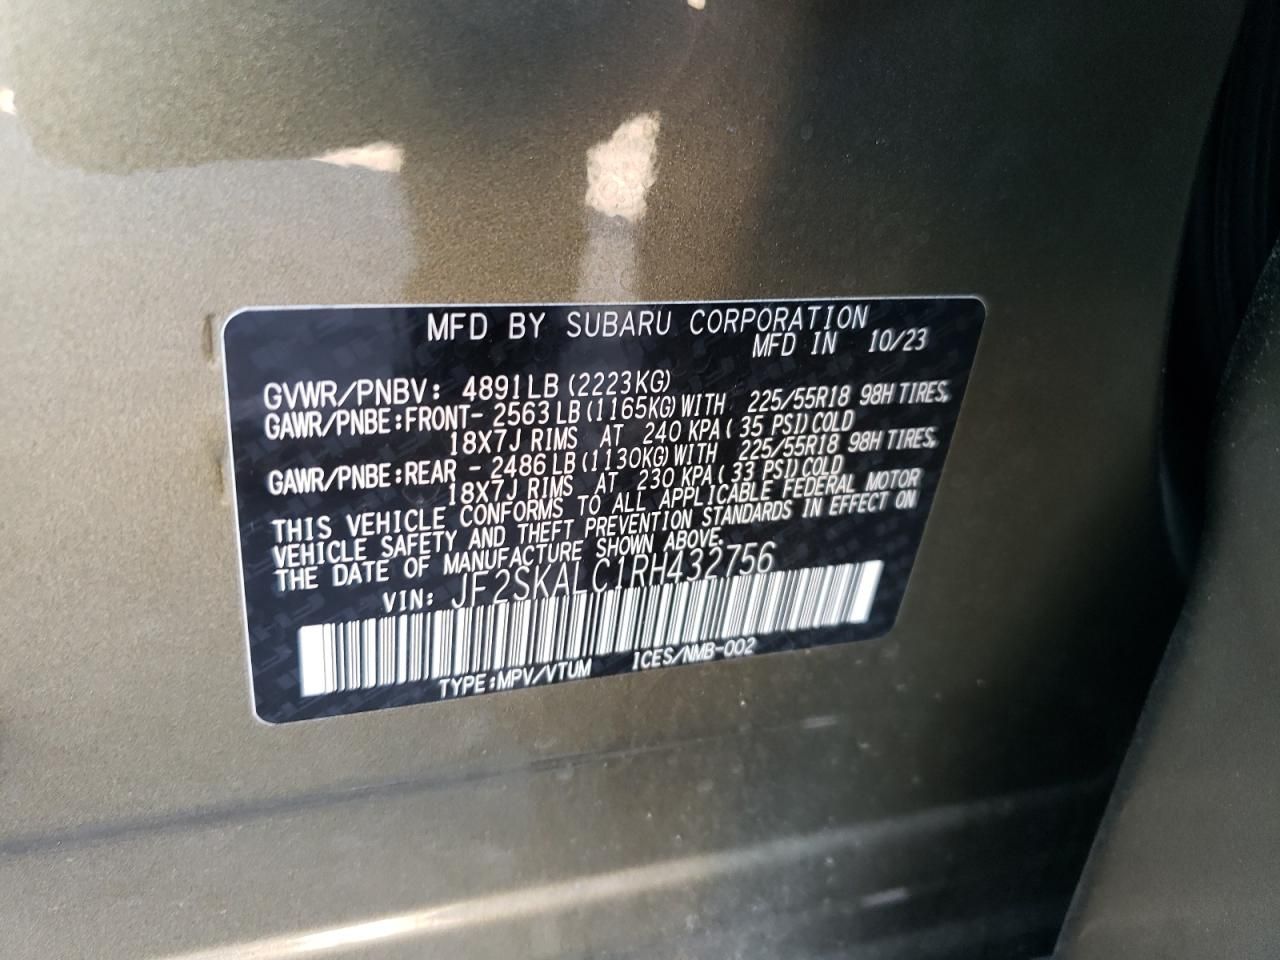 MFD BY SUBARU CORPORATION
MFD IN 10/23
GVWR/PNBV: 4891LB (2223KG)
GAWR/PNBE:FRONT- 2563 LB (1165KG) WITH 225/55R18 98H TIRES,
18X7J RIMS AT 240 KPA( 35 PSI) COLD
GAWR/PNBE:REAR - 2486 LB (1130KG) WITH 225/55R18 98H TIRES,
18X7J RIMS AT 230 KPA( 33 PSI) COLD
THIS VEHICLE CONFORMS TO ALL APPLICABLE FEDERAL MOTOR
VEHICLE SAFETY AND THEFT PREVENTION STANDARDS IN EFFECT ON
THE DATE OF MANUFACTURE SHOWN ABOVE.
VIN: JF2SKALC1RH432756
TYPE:MPV/VTUM ICES/NMB-002